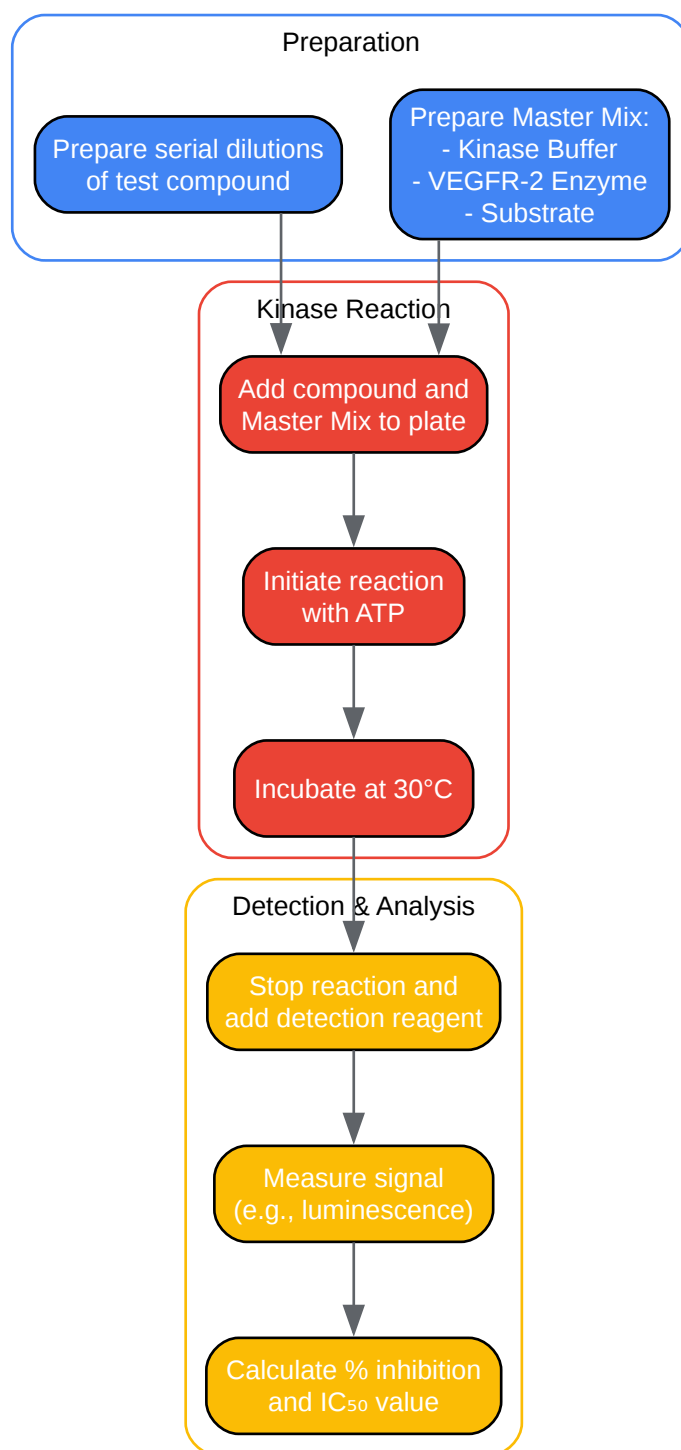 Preparation
Prepare serial dilutions
of test compound
Prepare Master Mix:
- Kinase Buffer
- VEGFR-2 Enzyme
- Substrate
Kinase Reaction
Add compound and
Master Mix to plate
Initiate reaction
with ATP
Incubate at 30°C
Detection & Analysis
Stop reaction and
add detection reagent
Measure signal
(e.g., luminescence)
Calculate % inhibition
and IC₅₀ value